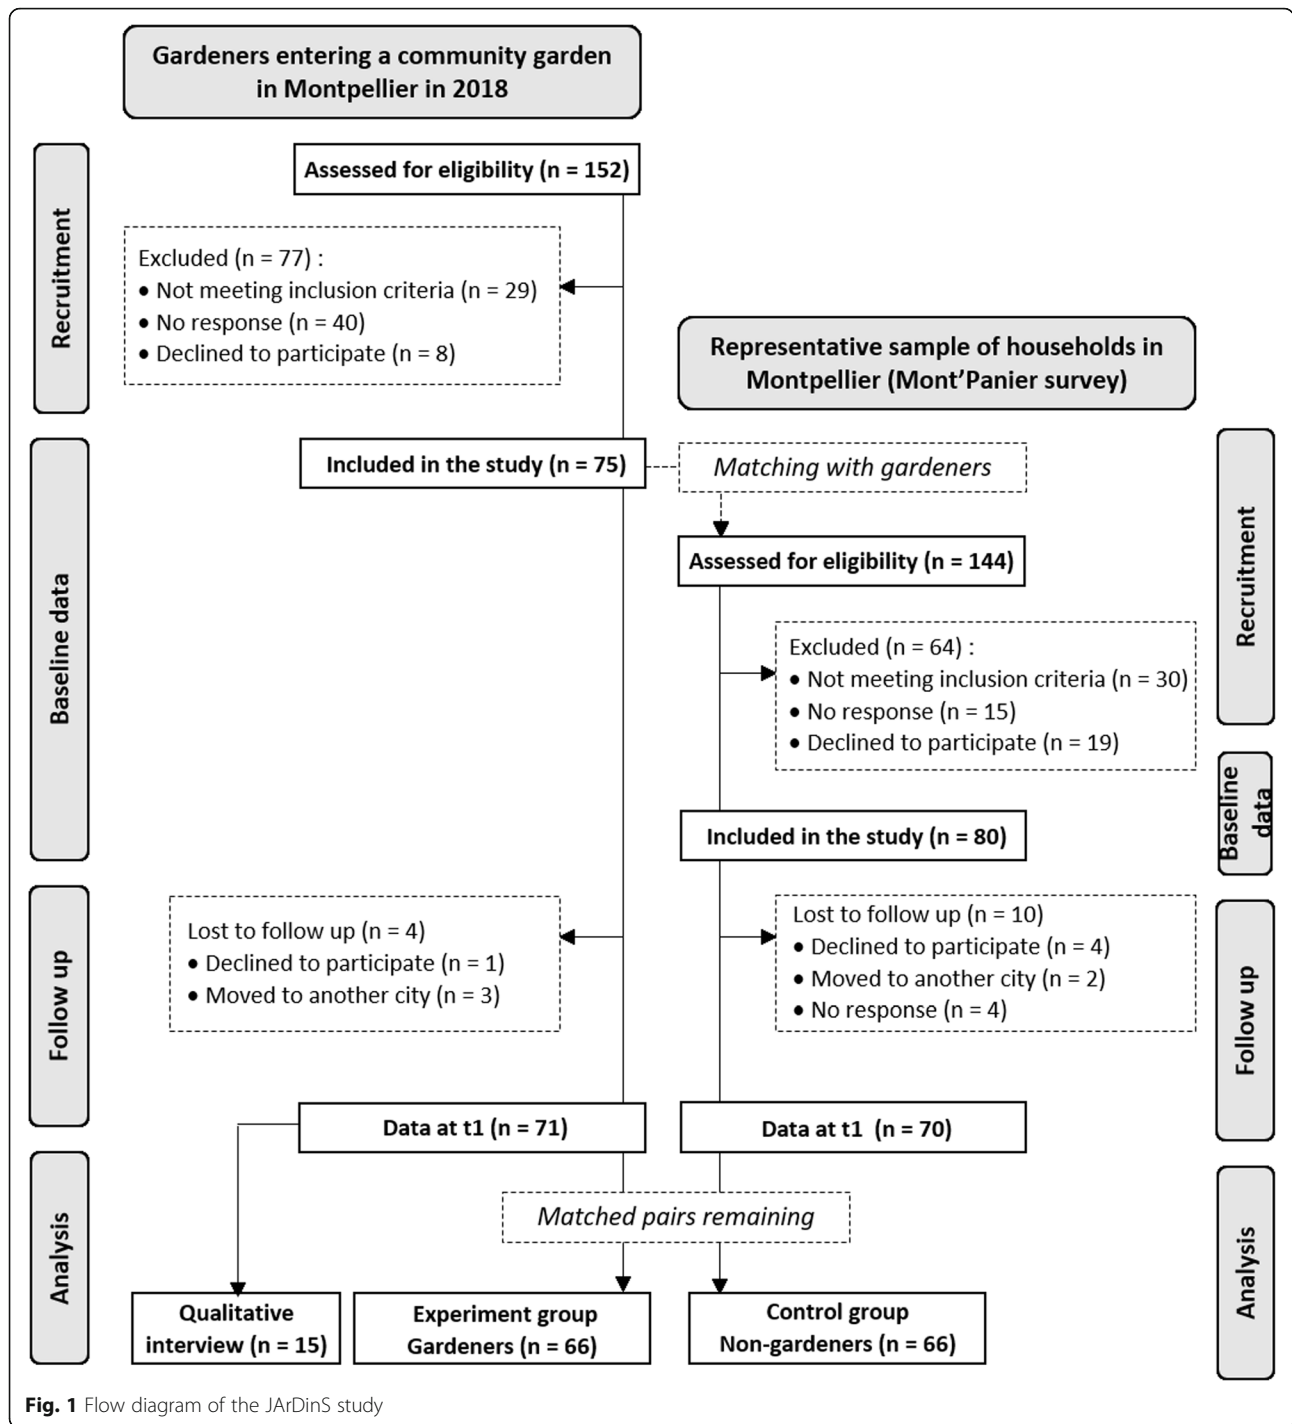 Gardeners entering a community garden
in Montpellier in 2018
Recruitment
Assessed for eligibility (n = 152)
Excluded (n = 77) :
• Not meeting inclusion criteria (n = 29)
• No response (n = 40)
• Declined to participate (n = 8)
Representative sample of households in
Montpellier (Mont'Panier survey)
Baseline data
Included in the study (n = 75)
Matching with gardeners
Recruitment
Assessed for eligibility (n = 144)
Excluded (n = 64) :
• Not meeting inclusion criteria (n = 30)
• No response (n = 15)
• Declined to participate (n = 19)
Baseline
data
Included in the study (n = 80)
Follow up
Lost to follow up (n = 4)
• Declined to participate (n = 1)
• Moved to another city (n = 3)
Lost to follow up (n = 10)
• Declined to participate (n = 4)
• Moved to another city (n = 2)
• No response (n = 4)
Follow up
Data at t1 (n = 71)
Data at t1 (n = 70)
Analysis
Matched pairs remaining
Analysis
Qualitative
interview (n = 15)
Experiment group
Gardeners (n = 66)
Control group
Non-gardeners (n = 66)
Fig. 1 Flow diagram of the JArDinS study